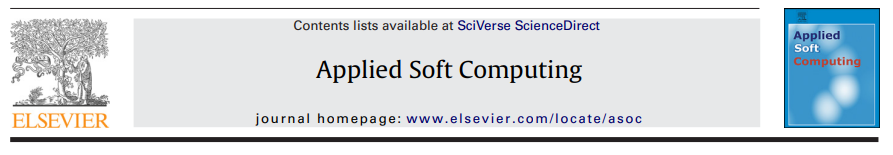 Contents lists available at SciVerse ScienceDirect
Applied Soft Computing
journal homepage: www.elsevier.com/locate/asoc
ELSEVIER
Applied
Soft
Computing